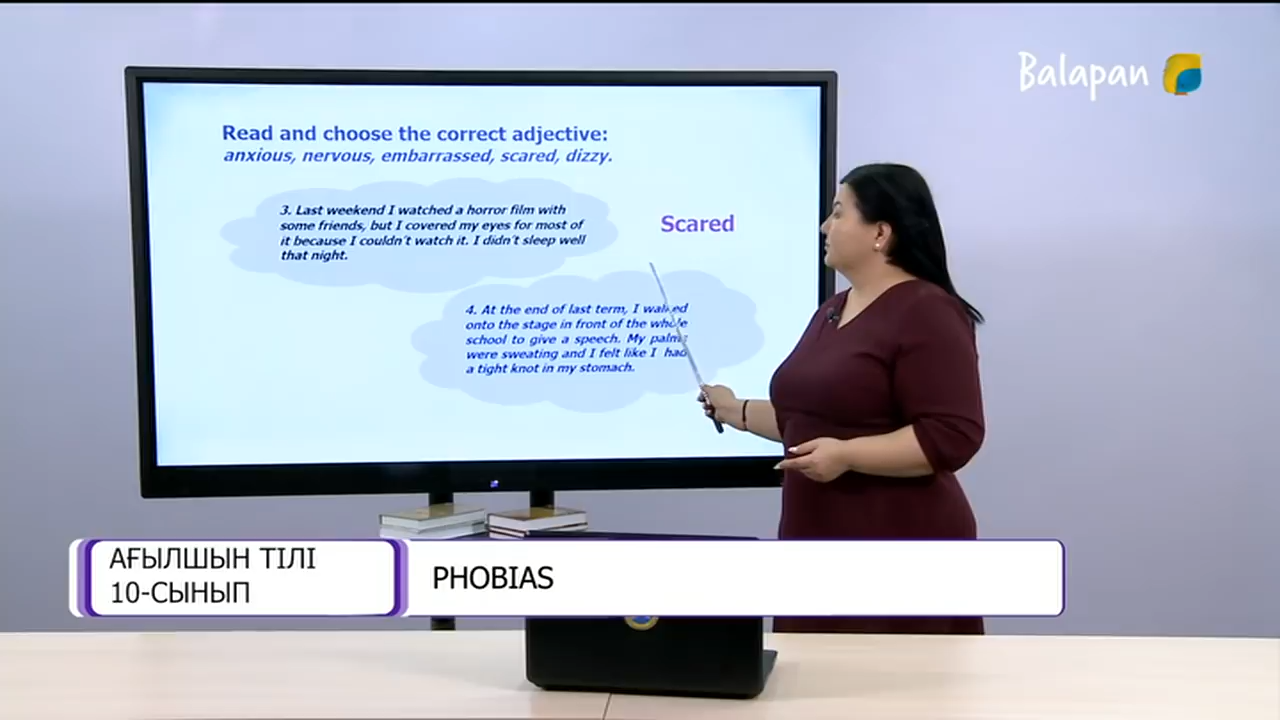 Balapan
Read and choose the correct adjective:
anxious, nervous, embarrassed, scared, dizzy.
3. Last weekend I watched a horror film with
some friends, but I covered my eyes for most of
it because I couldn't watch it. I didn't sleep well
that night.
Scared
4. At the end of last term, I walked
onto the stage in front of the whole
school to give a speech. My palms
were sweating and I felt like I had
a tight knot in my stomach.
АҒЫЛШЫН ТІЛІ
10-СЫНЫП
PHOBIAS